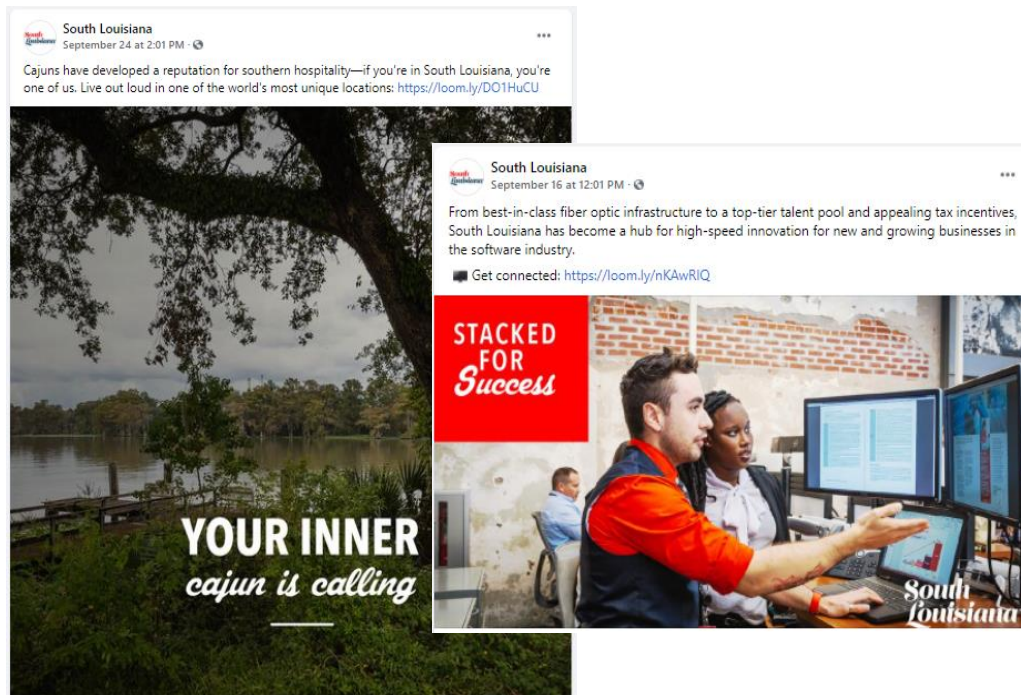 South Louisiana
September 24 at 2:01 PM ·
Cajuns have developed a reputation for southern hospitality—if you're in South Louisiana, you're
one of us. Live out loud in one of the world's most unique locations: https://loom.ly/DO1HuCU
YOUR INNER
cajun is calling
South Louisiana
September 16 at 12:01 PM ·
From best-in-class fiber optic infrastructure to a top-tier talent pool and appealing tax incentives,
South Louisiana has become a hub for high-speed innovation for new and growing businesses in
the software industry.
Get connected: https://loom.ly/nKAwRlQ
STACKED
FOR
Success
South
Louisiana